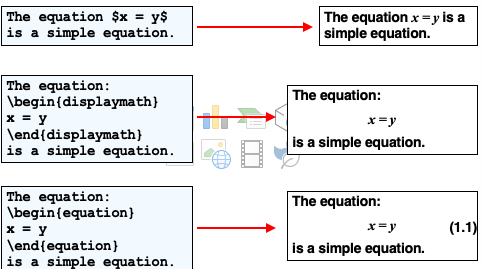 The equation $x = y$
is a simple equation.
The equation x = y is a
simple equation.
The equation:
\begin{displaymath}
x = y
\end{displaymath}
is a simple equation.
The equation:
x = y
is a simple equation.
The equation:
\begin{equation}
x = y
\end{equation}
is a simple equation.
The equation:
x = y (1.1)
is a simple equation.